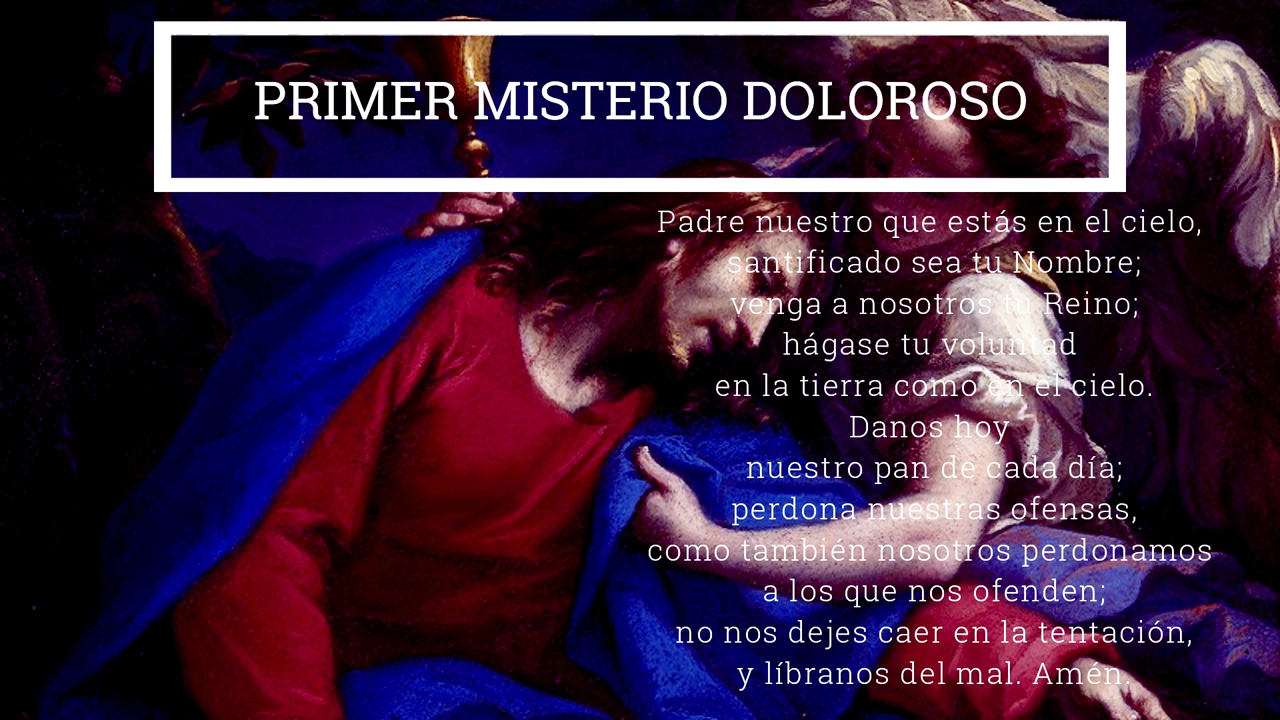 PRIMER MISTERIO DOLOROSO
Padre nuestro que estás en el cielo,
santificado sea tu Nombre;
venga a nosotros tu Reino;
hágase tu voluntad
en la tierra como en el cielo.
Danos hoy
nuestro pan de cada día;
perdona nuestras ofensas,
como también nosotros perdonamos
a los que nos ofenden;
no nos dejes caer en la tentación,
y líbranos del mal. Amén.